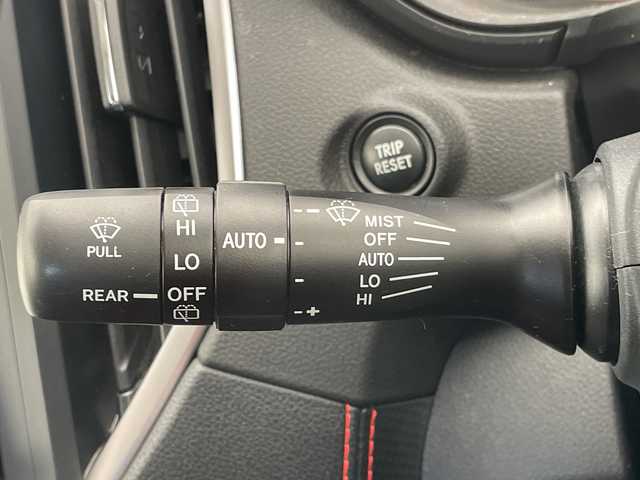 TRIP
RESET
PULL
REAR
HI
LO
OFF
AUTO
- +
MIST
OFF
AUTO
LO
HI